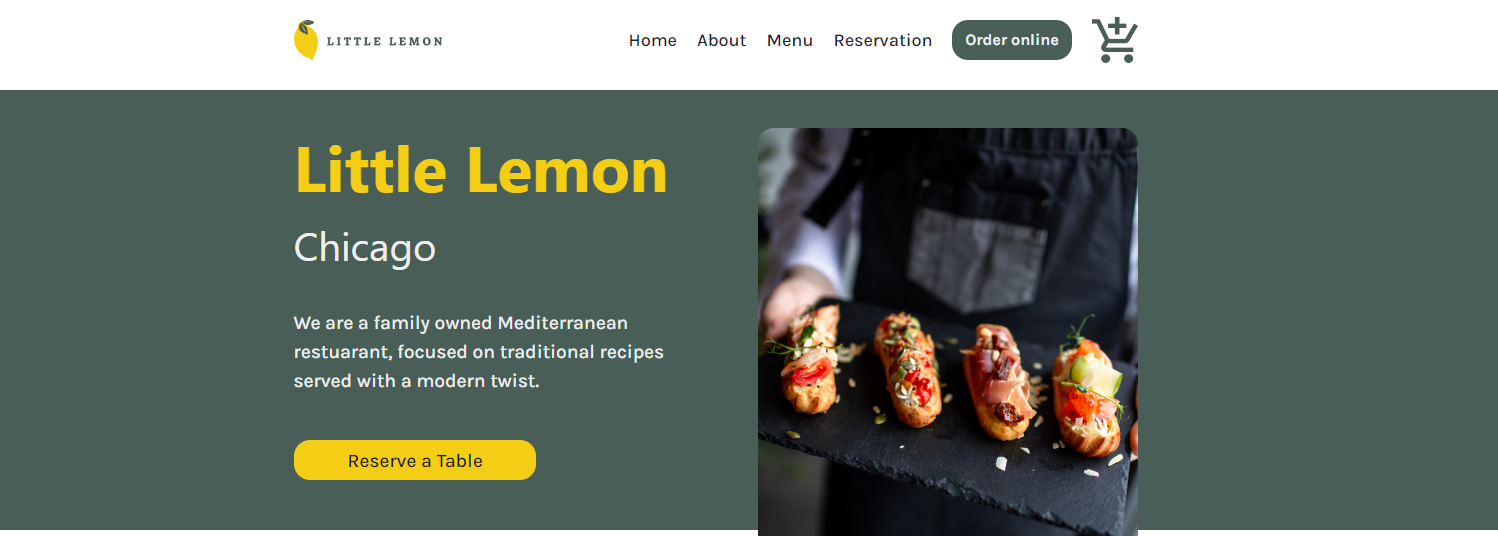 LITTLE LEMON
Home About Menu Reservation Order online
Little Lemon
Chicago
We are a family owned Mediterranean
restuarant, focused on traditional recipes
served with a modern twist.
Reserve a Table